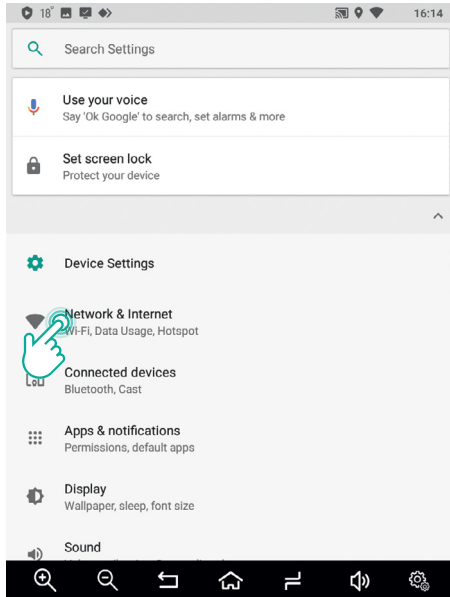 18° 16:14
Search Settings
Use your voice
Say 'Ok Google' to search, set alarms & more
Set screen lock
Protect your device
Device Settings
Network & Internet
Wi-Fi, Data Usage, Hotspot
Connected devices
Bluetooth, Cast
Apps & notifications
Permissions, default apps
Display
Wallpaper, sleep, font size
Sound